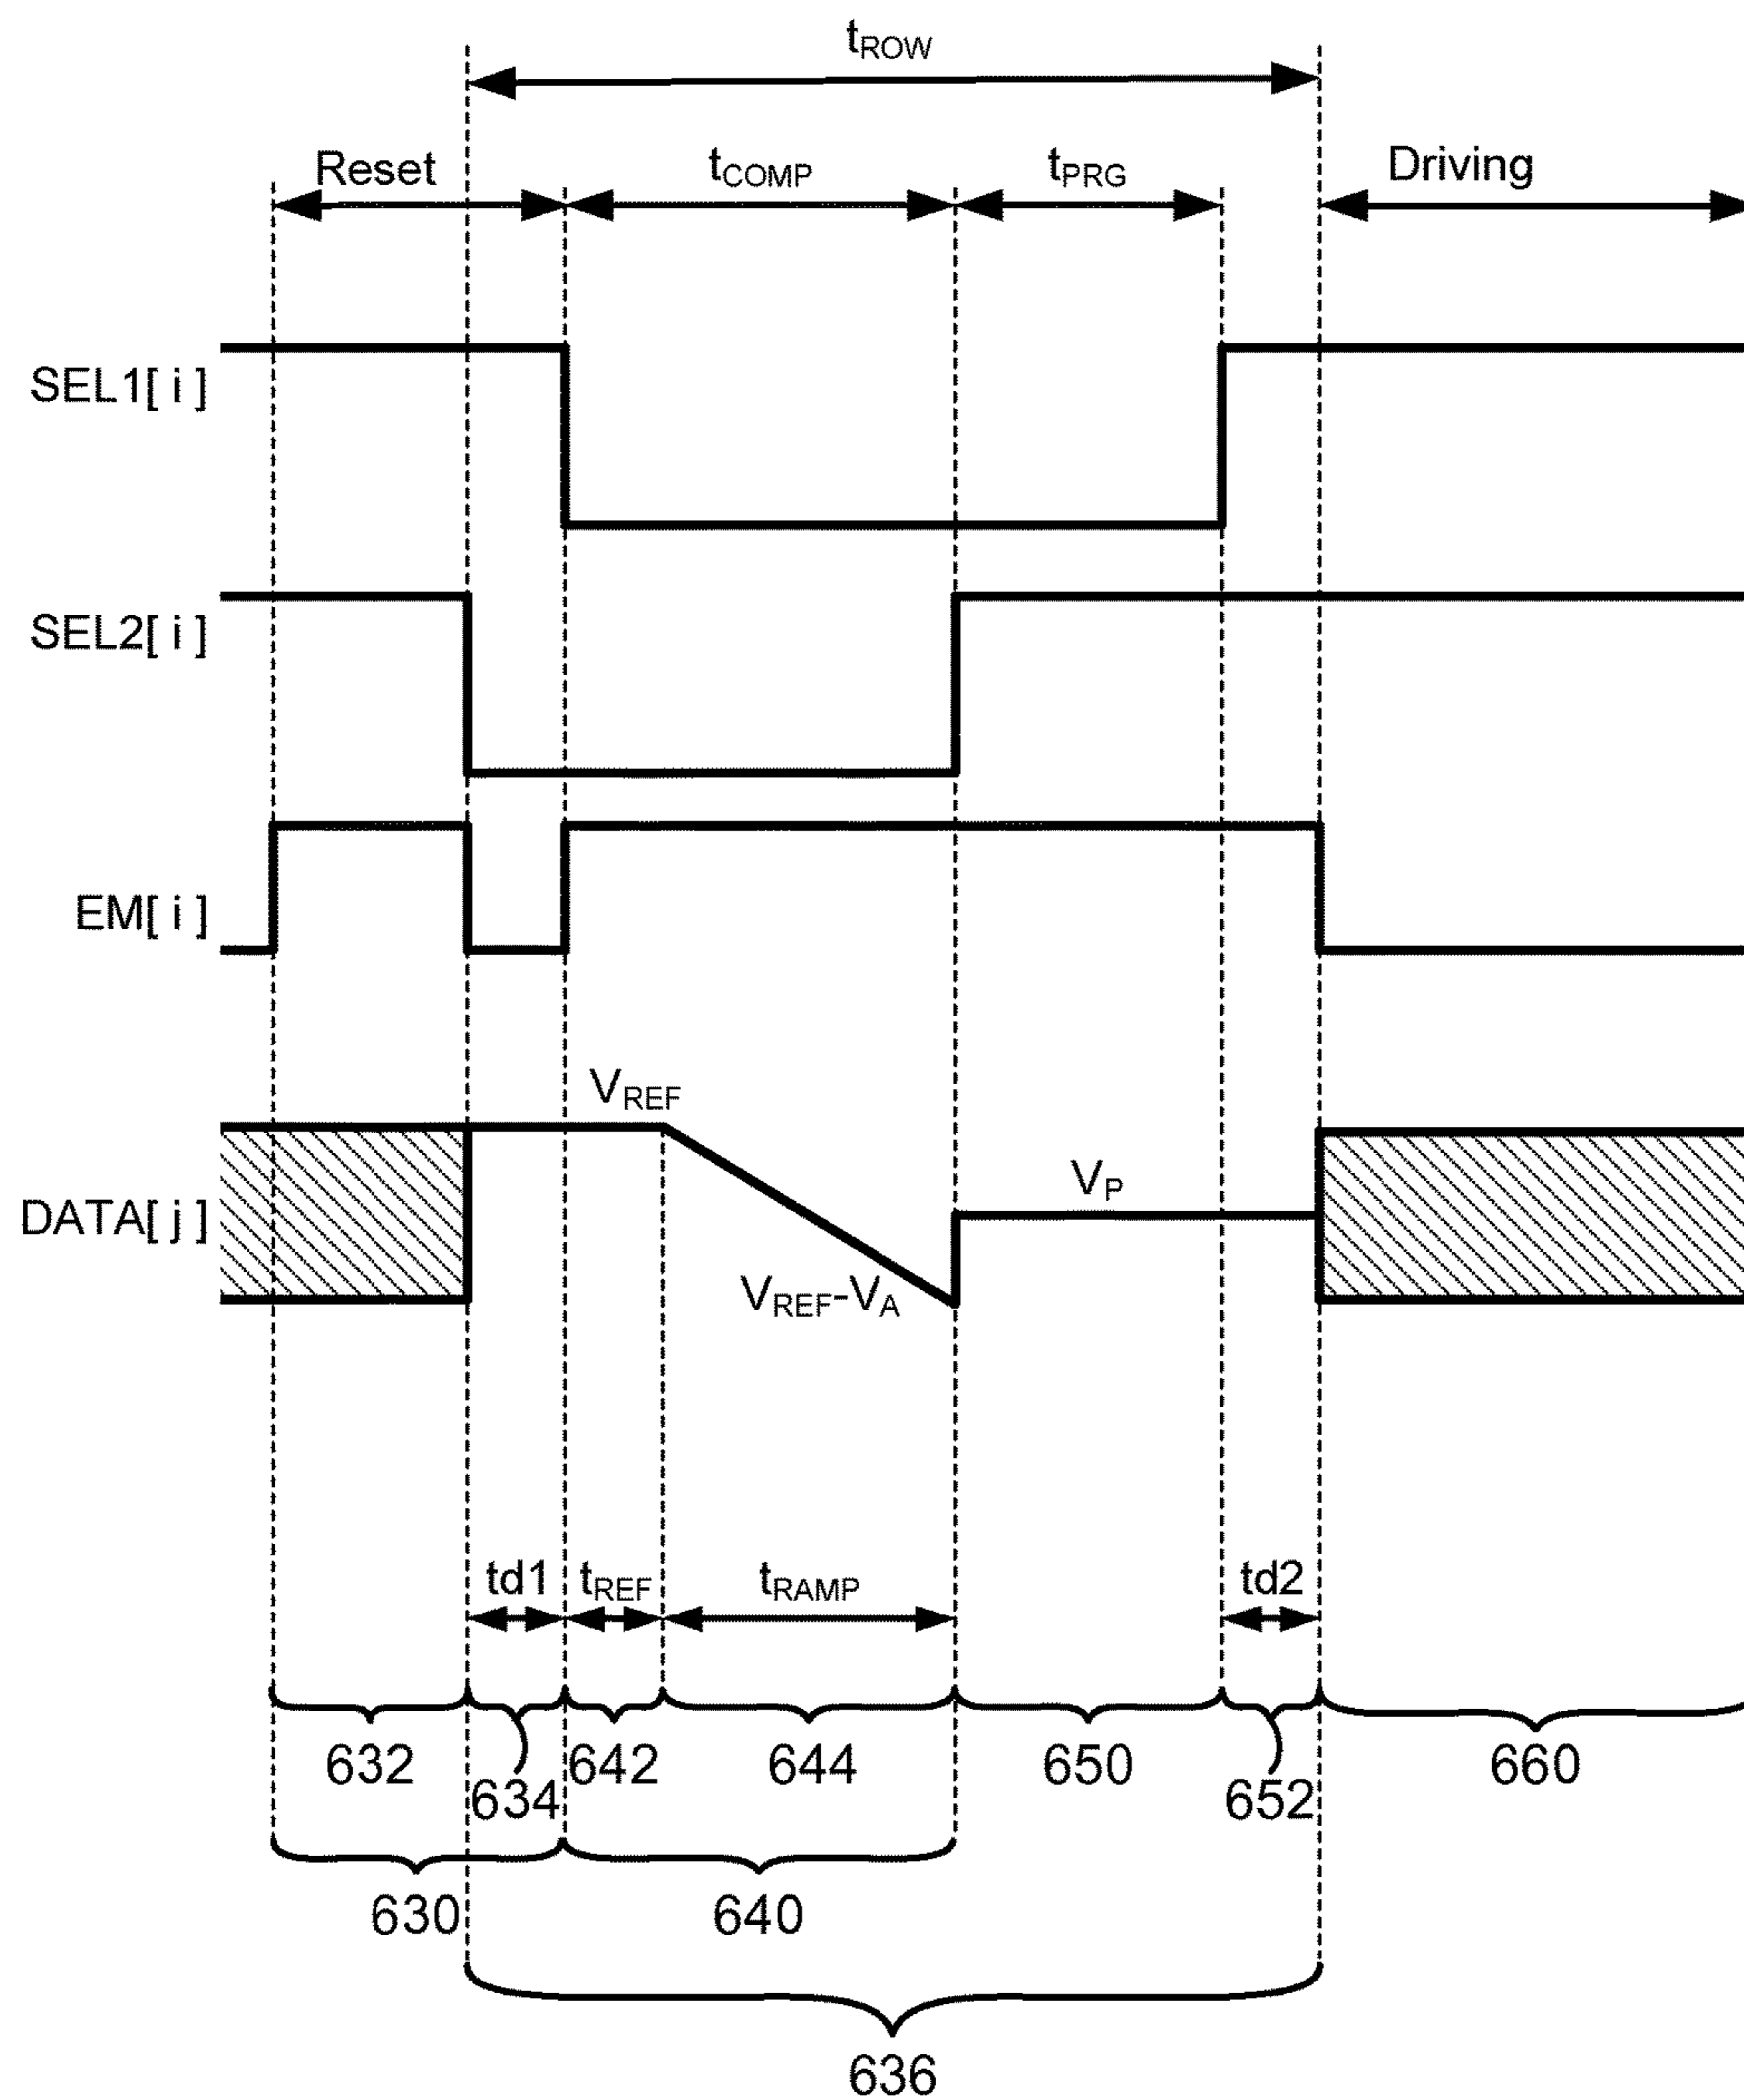 tROW
Reset
tCOMP
tPRG
Driving
SEL1[ i ]
SEL2[ i ]
EM[ i ]
VREF
DATA[ j ]
VP
VREF-VA
td1
tREF
tRAMP
td2
632
634
642
644
650
652
660
630
640
636